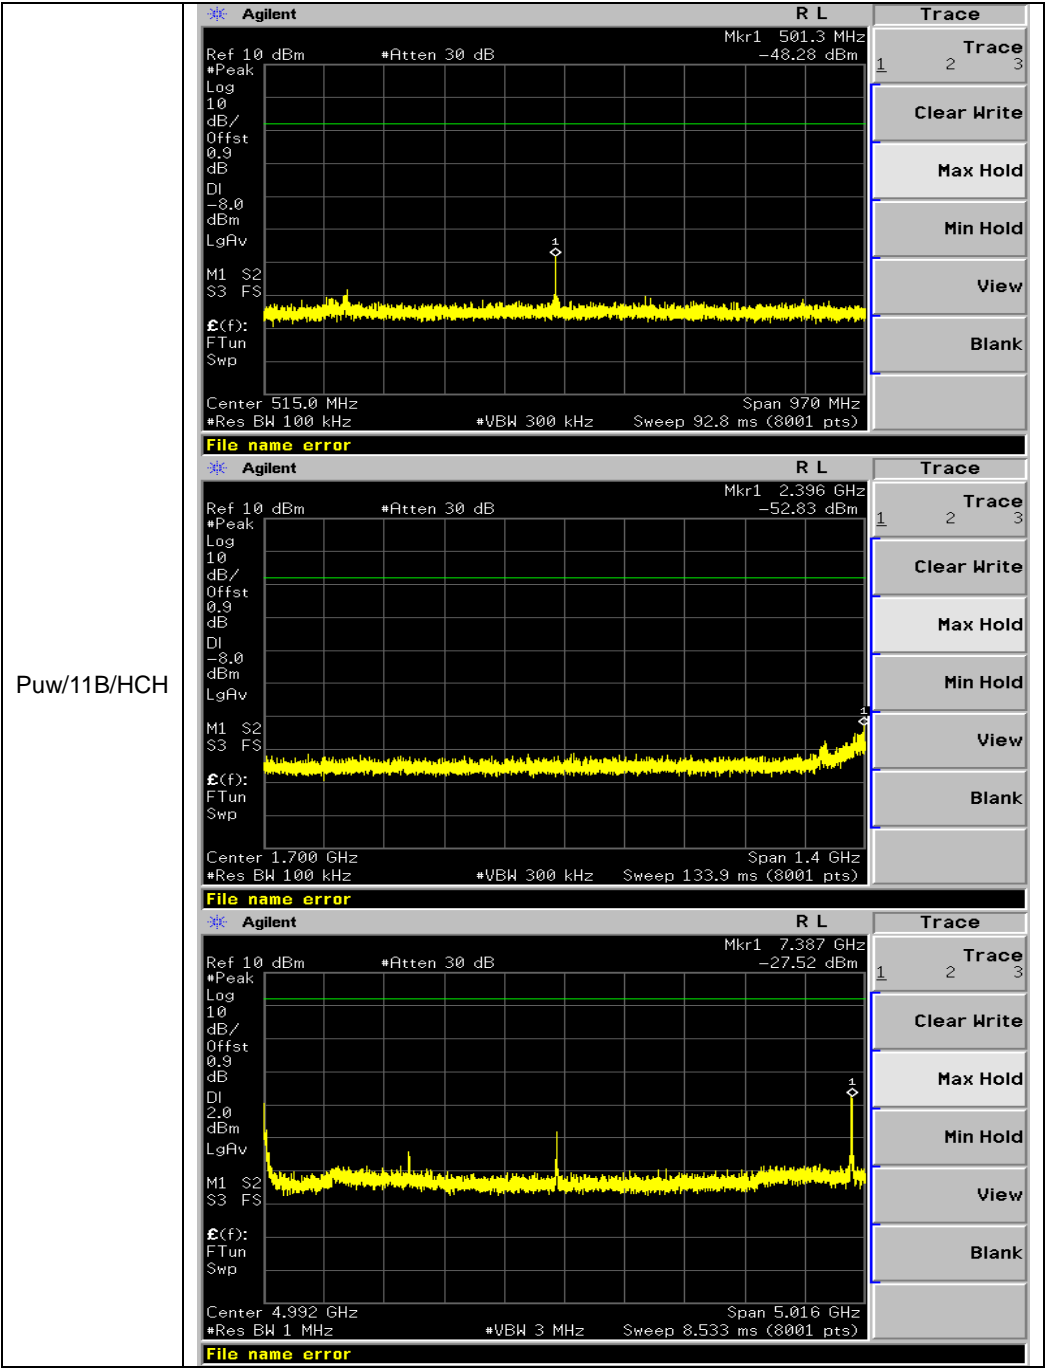 Puw/11B/HCH
Agilent R L Trace
Mkr1 501.3 MHz
Ref 10 dBm #Atten 30 dB -48.28 dBm
#Peak
Log
10
dB/
Offst
0.9
dB
DI
-8.0
dBm
LgAv
M1 S2
S3 FS
£(f):
FTun
Swp
1
Center 515.0 MHz Span 970 MHz
#Res BW 100 kHz #VBW 300 kHz Sweep 92.8 ms (8001 pts)
File name error
Trace
1 2 3
Clear Write
Max Hold
Min Hold
View
Blank
Agilent R L Trace
Mkr1 2.396 GHz
Ref 10 dBm #Atten 30 dB -52.83 dBm
#Peak
Log
10
dB/
Offst
0.9
dB
DI
-8.0
dBm
LgAv
M1 S2
S3 FS
£(f):
FTun
Swp
1
Center 1.700 GHz Span 1.4 GHz
#Res BW 100 kHz #VBW 300 kHz Sweep 133.9 ms (8001 pts)
File name error
Trace
1 2 3
Clear Write
Max Hold
Min Hold
View
Blank
Agilent R L Trace
Mkr1 7.387 GHz
Ref 10 dBm #Atten 30 dB -27.52 dBm
#Peak
Log
10
dB/
Offst
0.9
dB
DI
2.0
dBm
LgAv
M1 S2
S3 FS
£(f):
FTun
Swp
1
Center 4.992 GHz Span 5.016 GHz
#Res BW 1 MHz #VBW 3 MHz Sweep 8.533 ms (8001 pts)
File name error
Trace
1 2 3
Clear Write
Max Hold
Min Hold
View
Blank